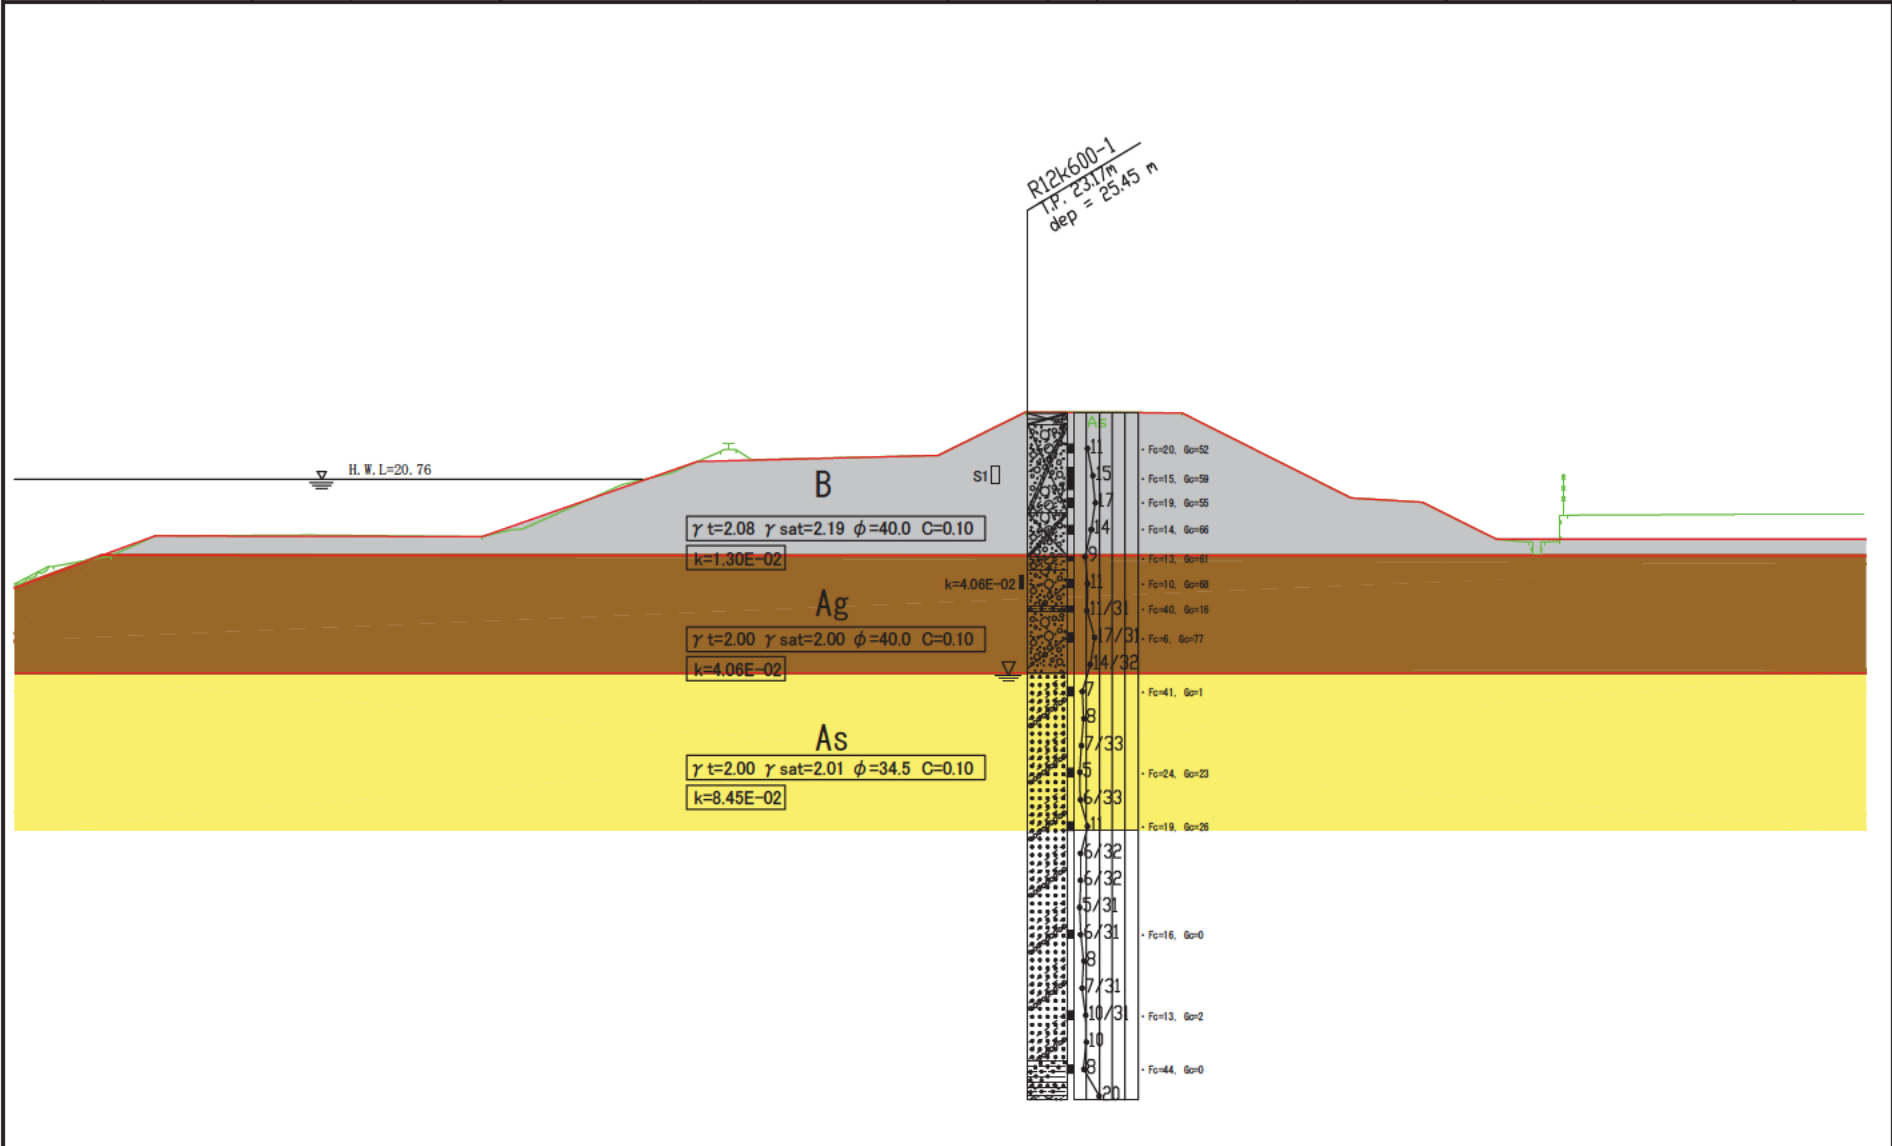 R12k600-1
T.P. 23.17m
dep = 25.45 m
H.W.L=20.76
As
B
S1
γt=2.08 γsat=2.19 φ=40.0 C=0.10
k=1.30E-02
k=4.06E-02
Ag
γt=2.00 γsat=2.00 φ=40.0 C=0.10
k=4.06E-02
As
γt=2.00 γsat=2.01 φ=34.5 C=0.10
k=8.45E-02
11 Fc=20, Gc=52
15 Fc=15, Gc=59
17 Fc=19, Gc=55
14 Fc=14, Gc=66
9 Fc=13, Gc=61
11 Fc=10, Gc=68
11/31 Fc=40, Gc=16
17/31 Fc=6, Gc=77
14/32
7 Fc=41, Gc=1
8
7/33
5 Fc=24, Gc=23
6/33
11 Fc=19, Gc=26
6/32
6/32
5/31
6/31 Fc=16, Gc=0
8
7/31
10/31 Fc=13, Gc=2
10
8 Fc=44, Gc=0
20